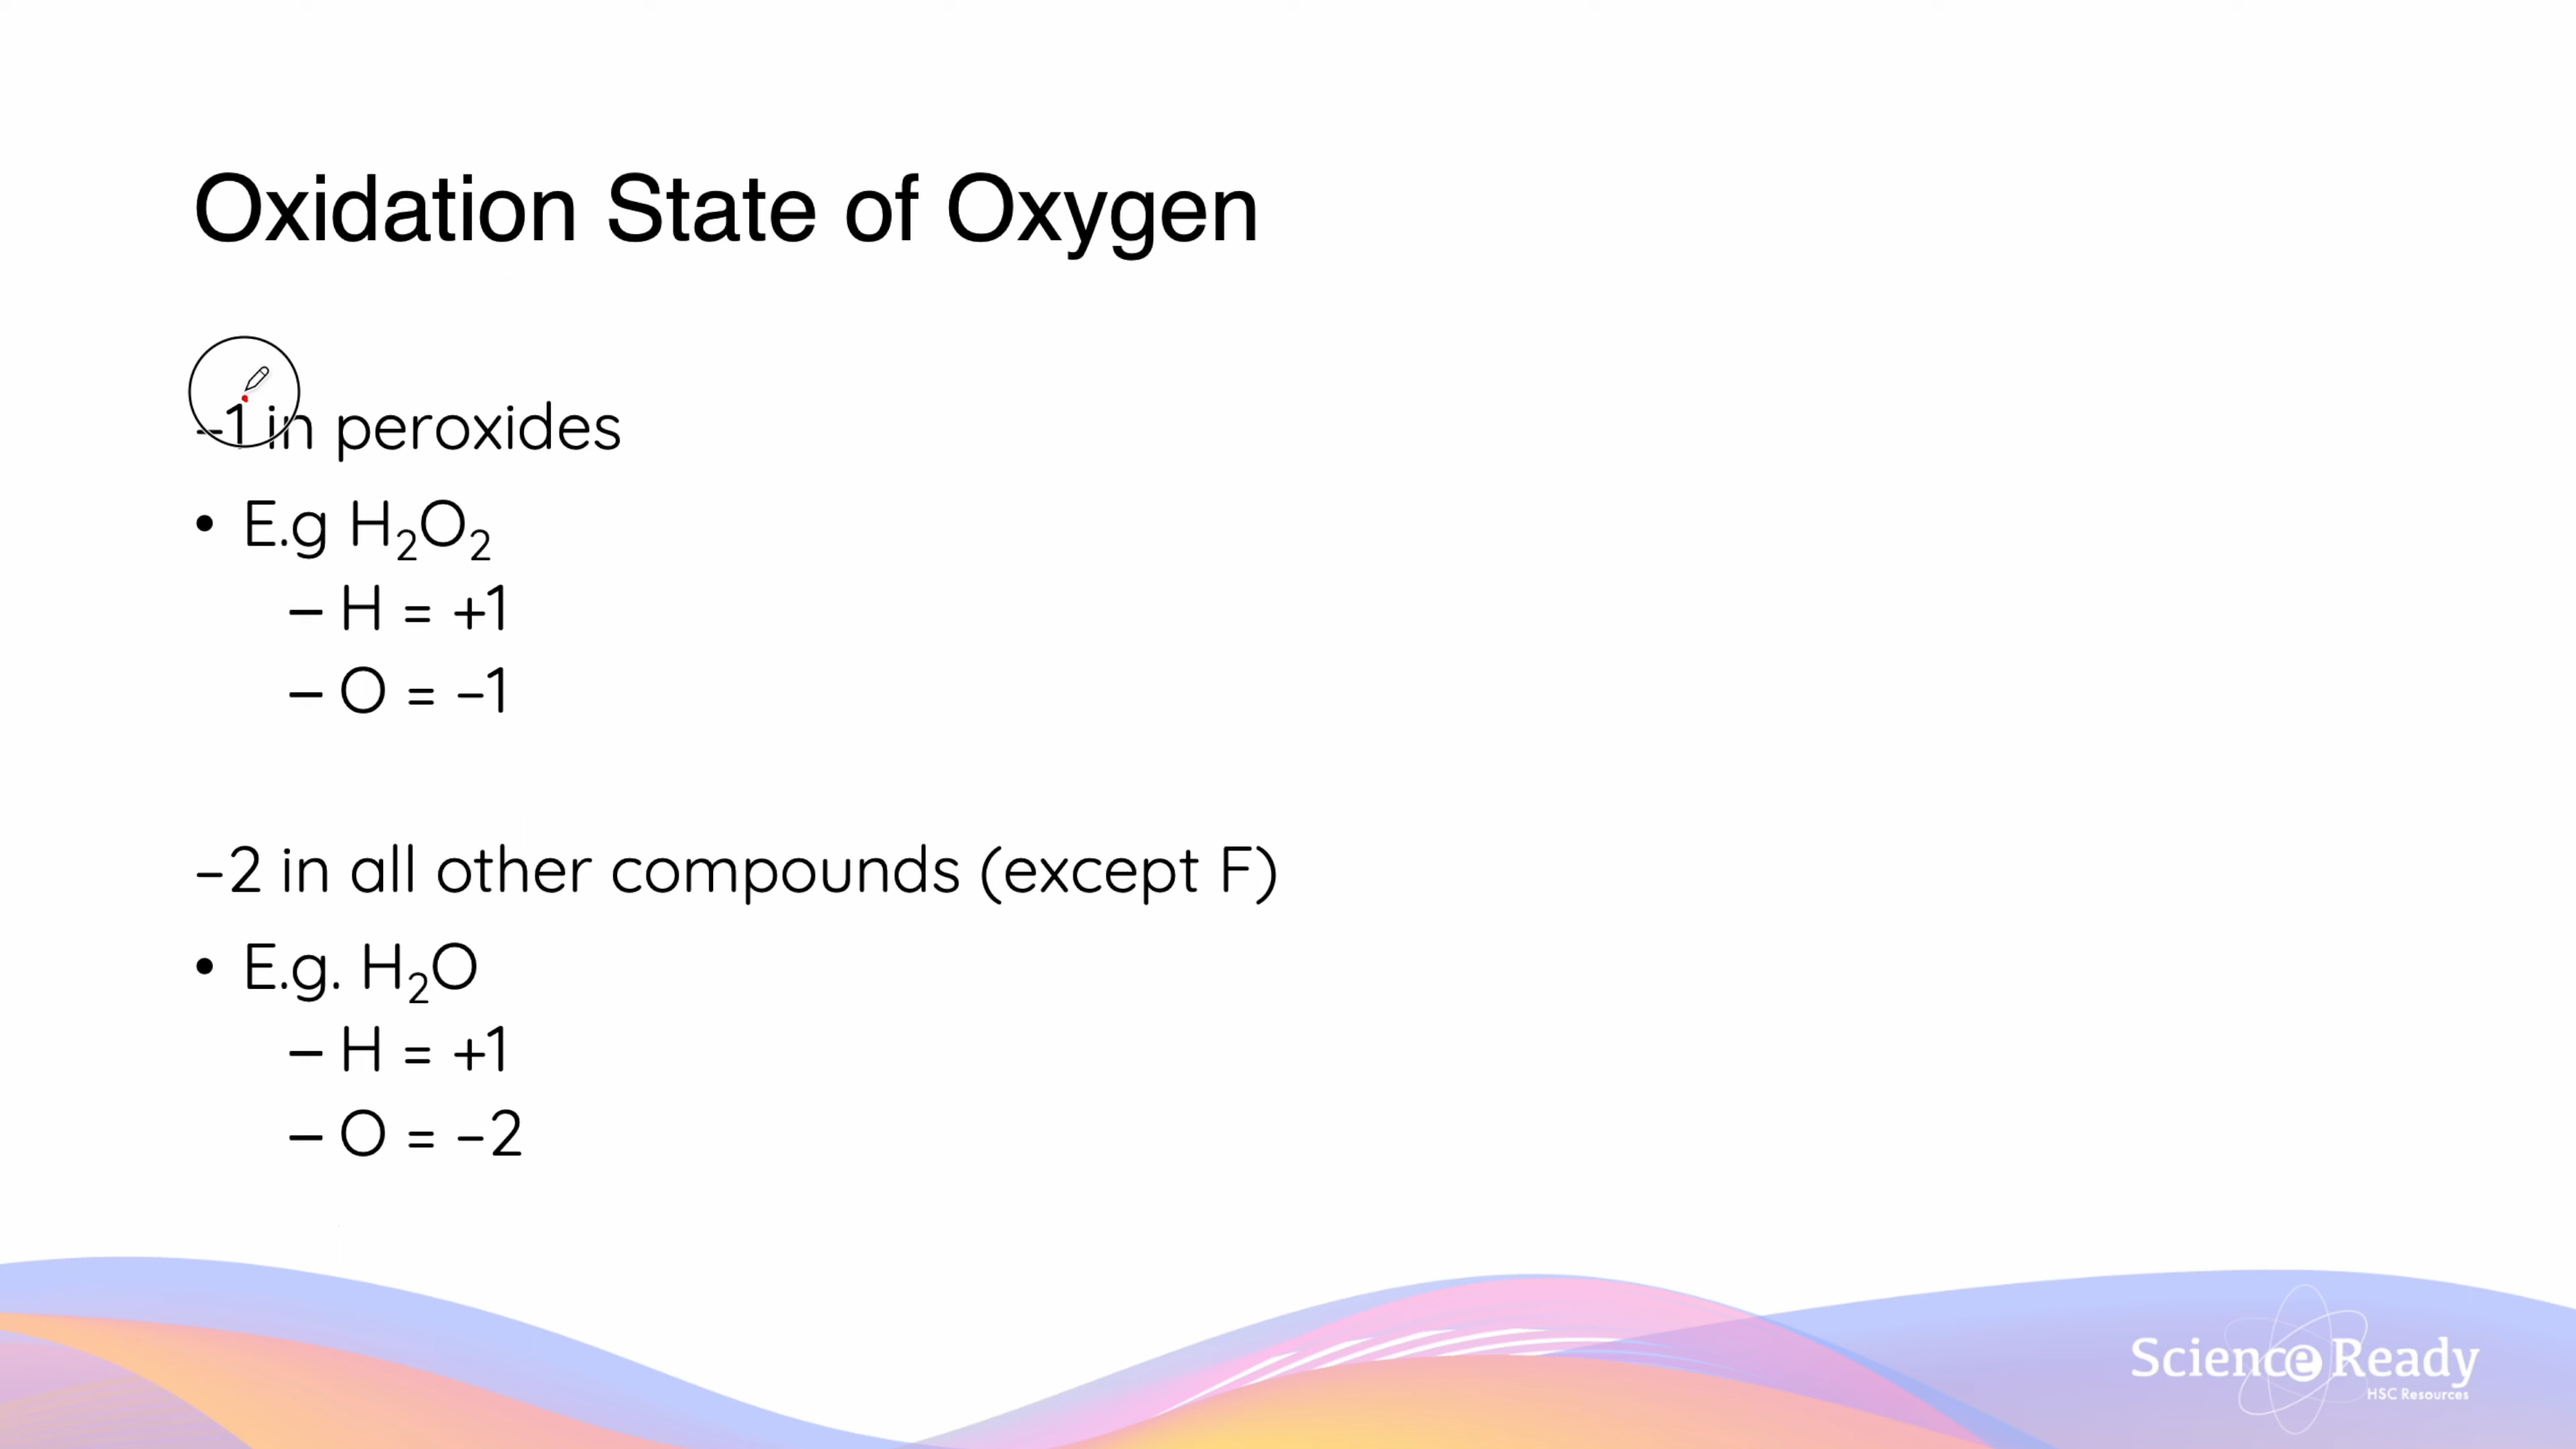 Oxidation State of Oxygen
–1 in peroxides
• E.g H₂O₂
– H = +1
– O = –1
–2 in all other compounds (except F)
• E.g. H₂O
– H = +1
– O = –2
Science Ready
HSC Resources